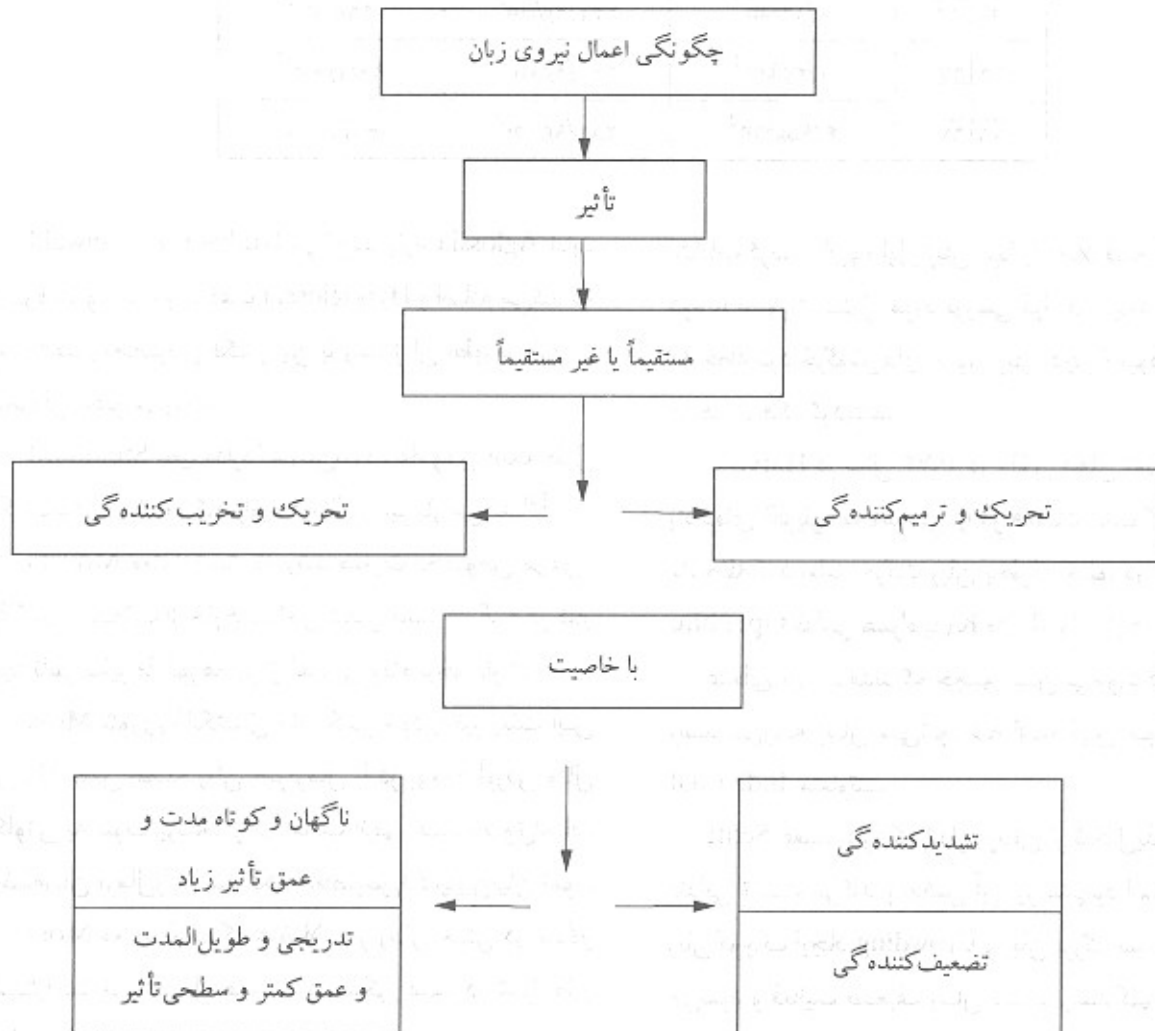 چگونگی اعمال نیروی زبان
تأثیر
مستقیماً یا غیر مستقیماً
تحریک و ترمیم‌کننده‌گی
تحریک و تخریب کننده‌گی
با خاصیت
تشدیدکننده‌گی
تضعیف‌کننده‌گی
ناگهان و کوتاه مدت و
عمق تأثیر زیاد
تدریجی و طویل‌المدت
و عمق کمتر و سطحی تأثیر